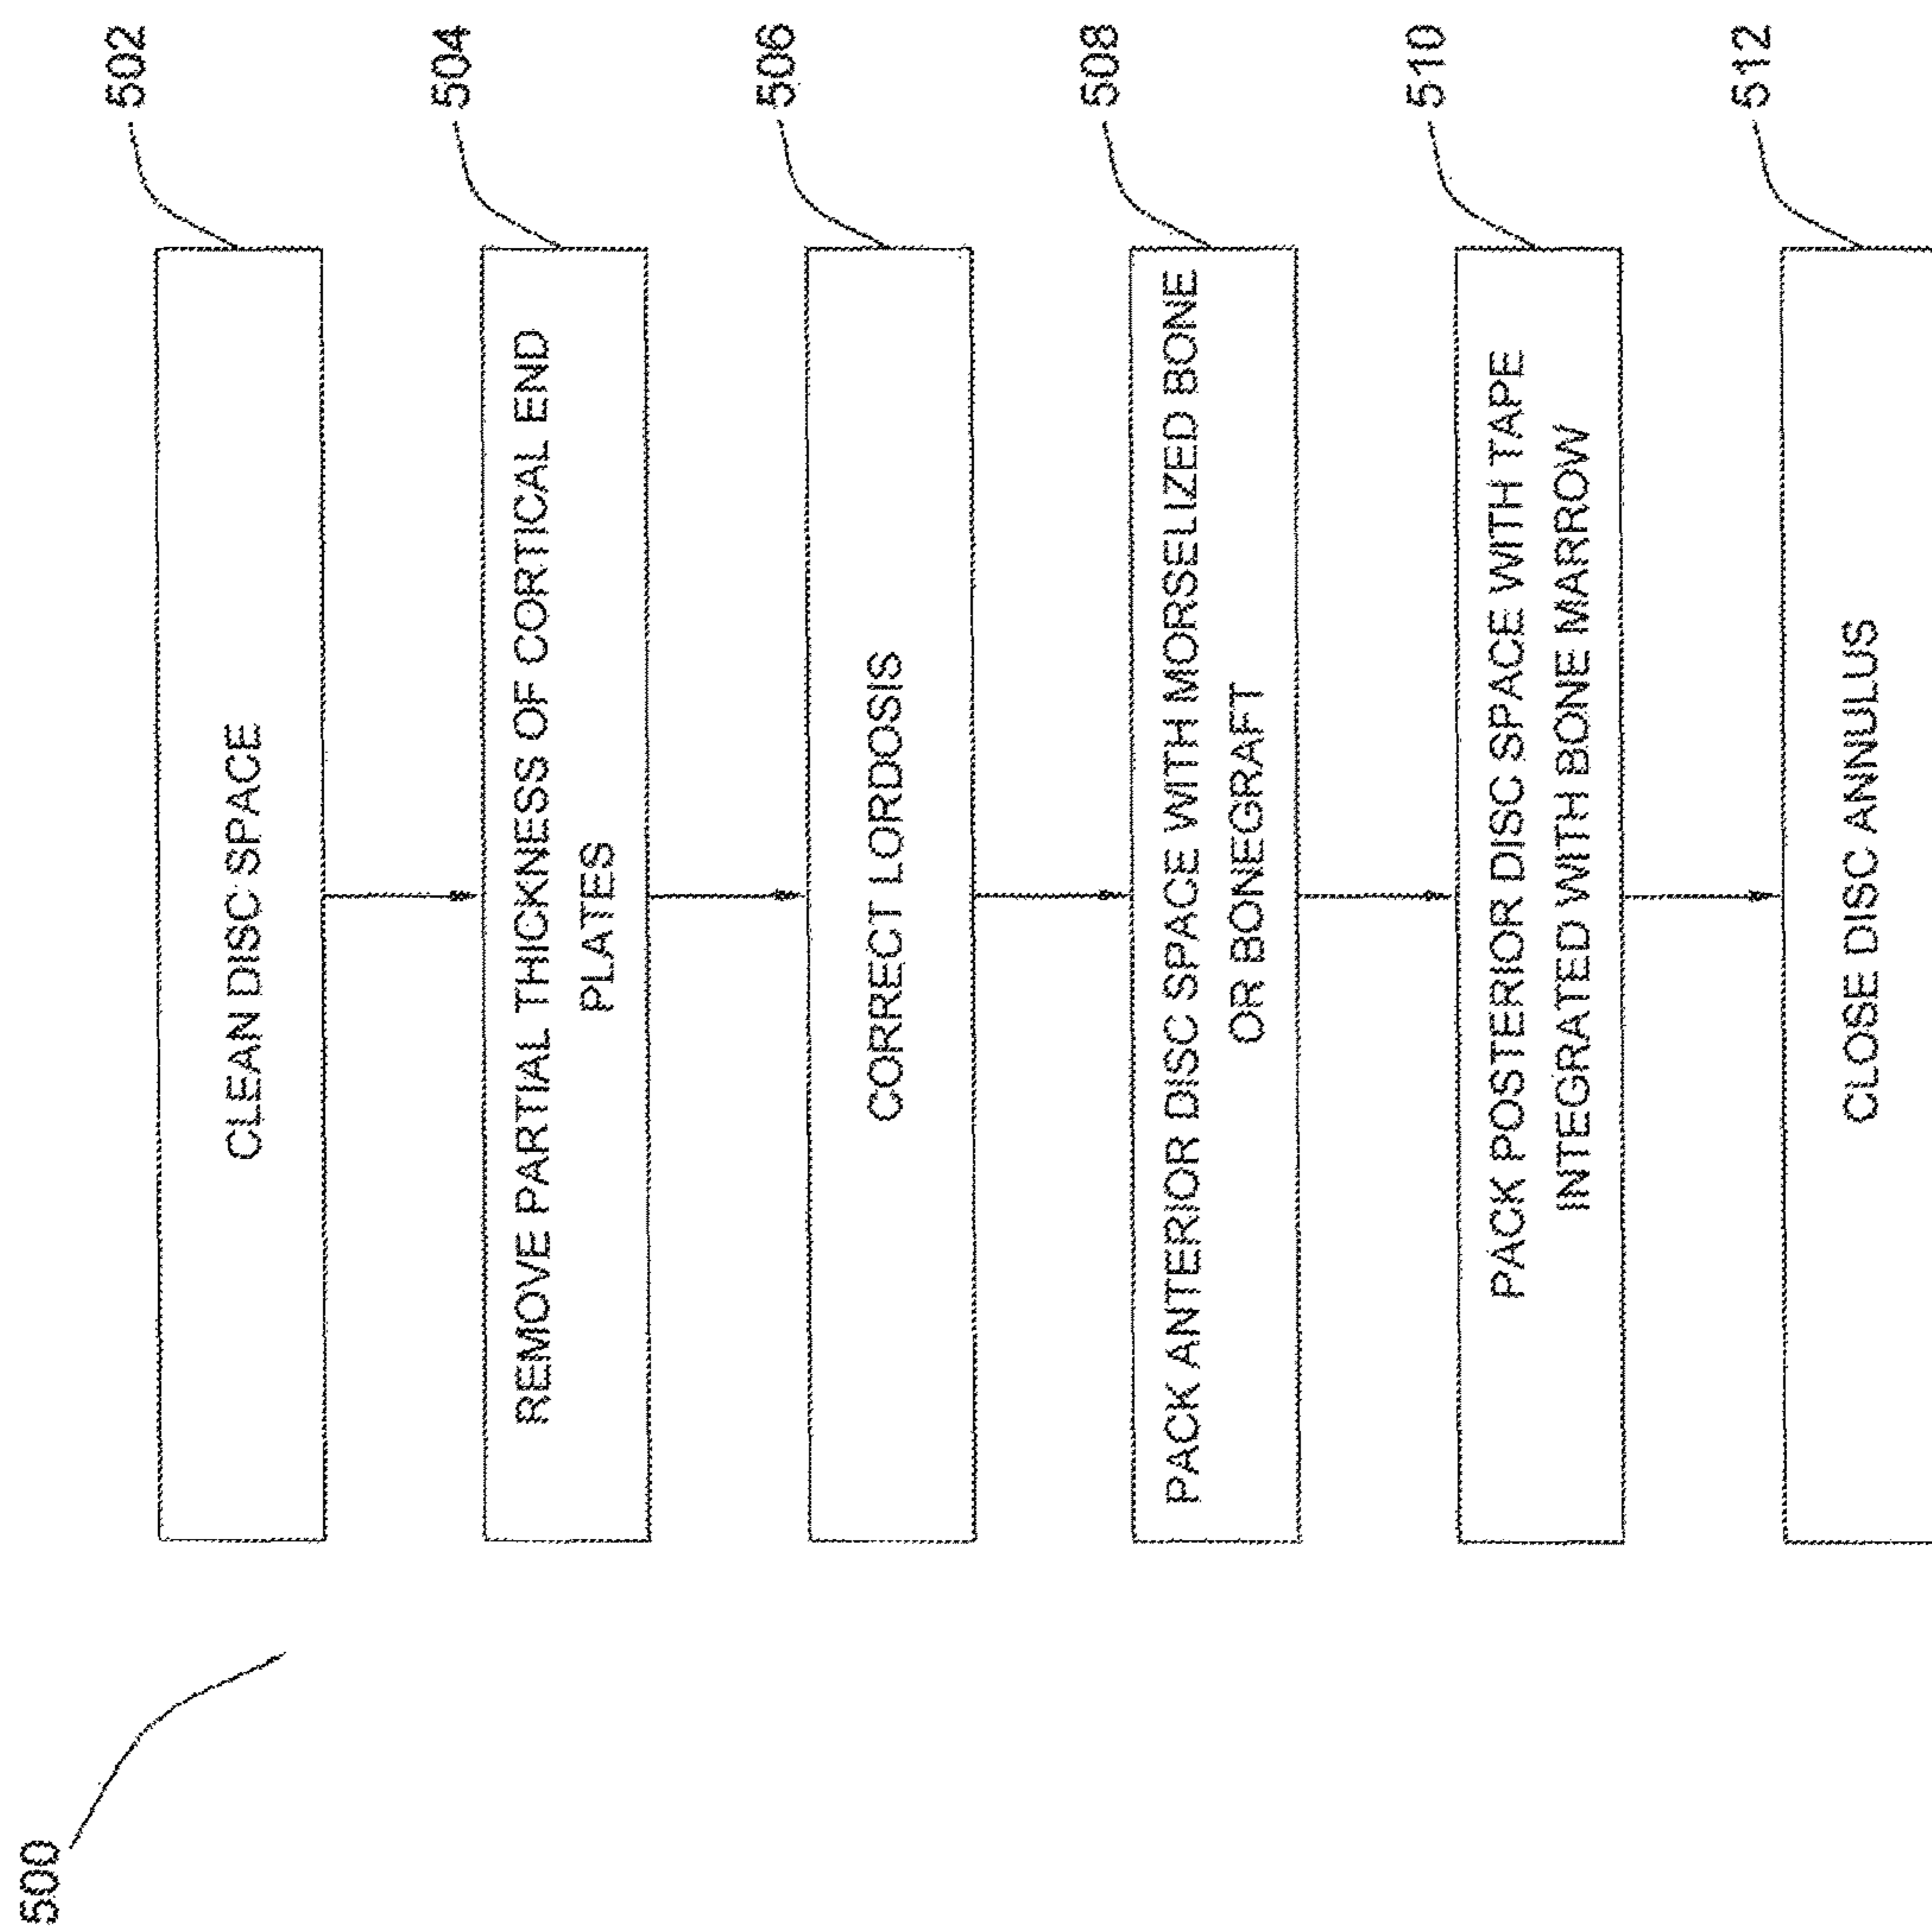 500
502
CLEAN DISC SPACE
504
REMOVE PARTIAL THICKNESS OF CORTICAL END
PLATES
506
CORRECT LORDOSIS
508
PACK ANTERIOR DISC SPACE WITH MORSELIZED BONE
OR BONEGRAFT
510
PACK POSTERIOR DISC SPACE WITH TAPE
INTEGRATED WITH BONE MARROW
512
CLOSE DISC ANNULUS